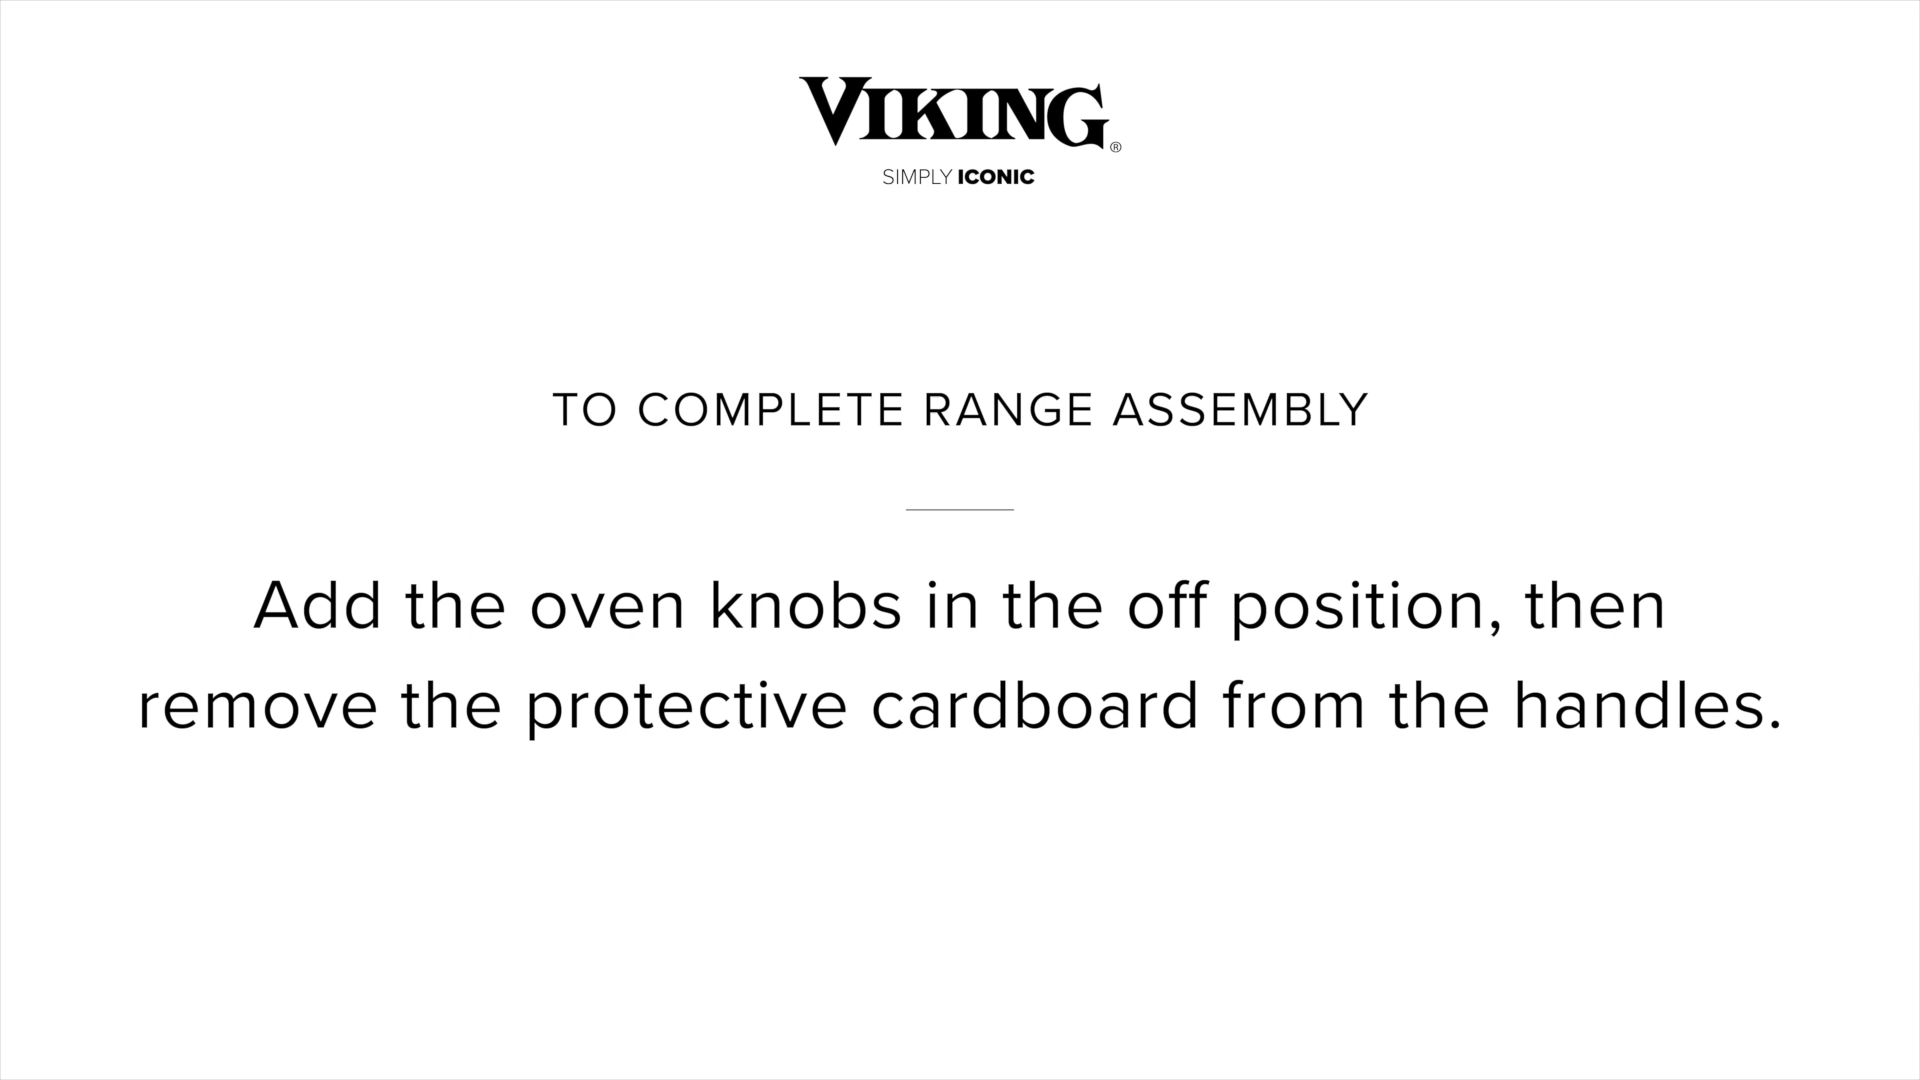 VIKING®
SIMPLY ICONIC
TO COMPLETE RANGE ASSEMBLY
Add the oven knobs in the off position, then
remove the protective cardboard from the handles.